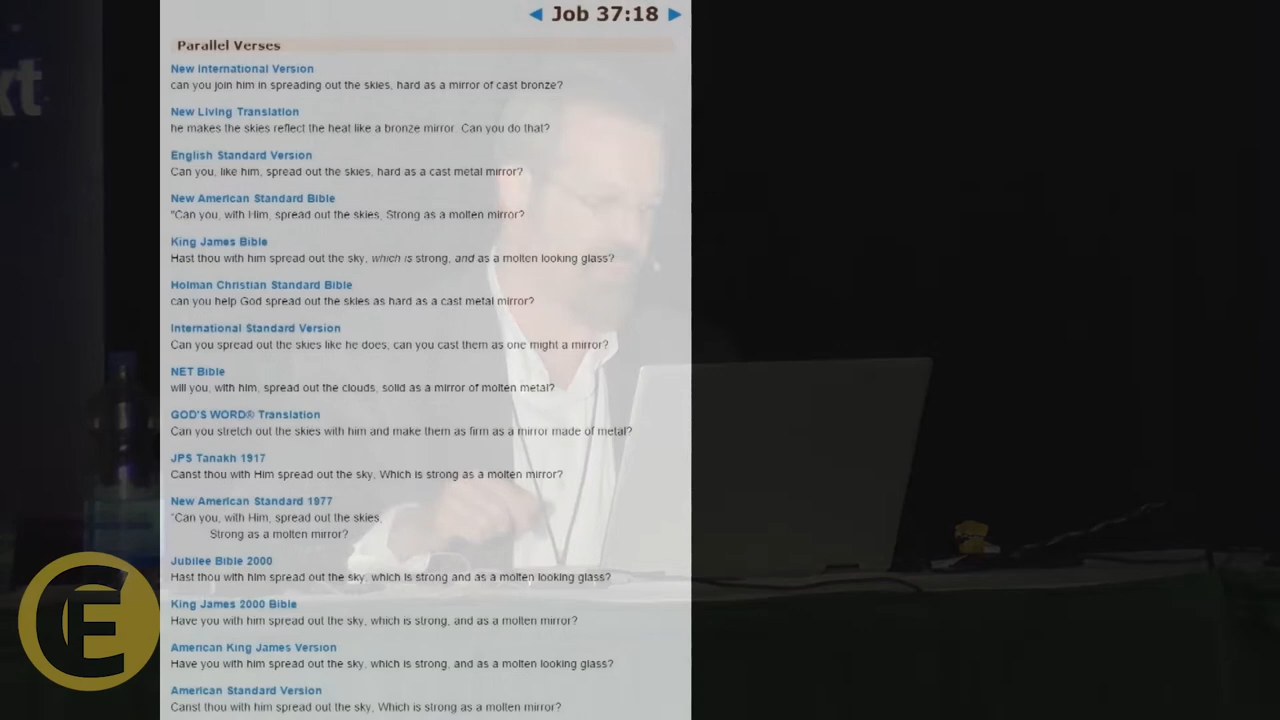 xt
◄ Job 37:18 ►
Parallel Verses
New International Version
can you join him in spreading out the skies, hard as a mirror of cast bronze?
New Living Translation
he makes the skies reflect the heat like a bronze mirror. Can you do that?
English Standard Version
Can you, like him, spread out the skies, hard as a cast metal mirror?
New American Standard Bible
"Can you, with Him, spread out the skies, Strong as a molten mirror?
King James Bible
Hast thou with him spread out the sky, which is strong, and as a molten looking glass?
Holman Christian Standard Bible
can you help God spread out the skies as hard as a cast metal mirror?
International Standard Version
Can you spread out the skies like he does, can you cast them as one might a mirror?
NET Bible
will you, with him, spread out the clouds, solid as a mirror of molten metal?
GOD'S WORD® Translation
Can you stretch out the skies with him and make them as firm as a mirror made of metal?
JPS Tanakh 1917
Canst thou with Him spread out the sky, Which is strong as a molten mirror?
New American Standard 1977
"Can you, with Him, spread out the skies,
Strong as a molten mirror?
Jubilee Bible 2000
Hast thou with him spread out the sky, which is strong and as a molten looking glass?
King James 2000 Bible
Have you with him spread out the sky, which is strong, and as a molten mirror?
American King James Version
Have you with him spread out the sky, which is strong, and as a molten looking glass?
American Standard Version
Canst thou with him spread out the sky, Which is strong as a molten mirror?
CE